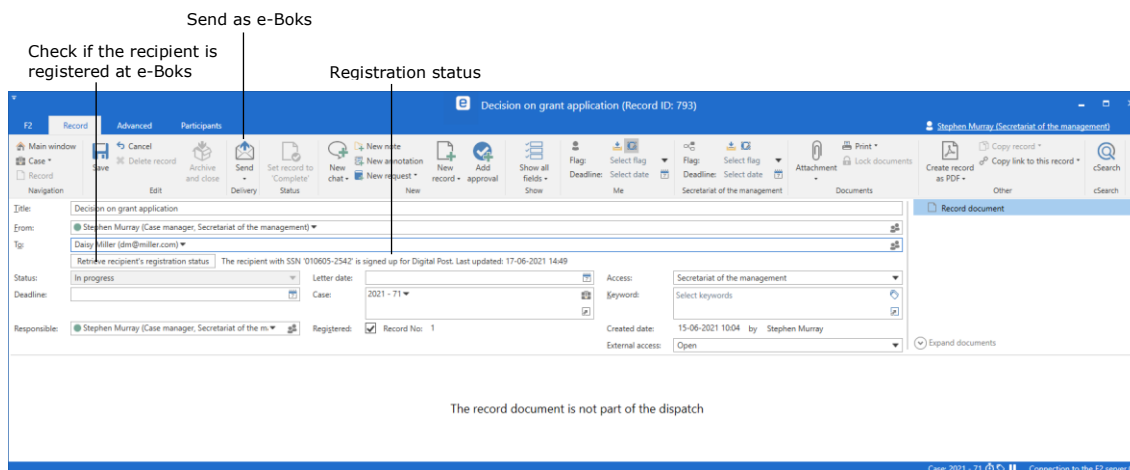 Send as e-Boks
Check if the recipient is
registered at e-Boks
Registration status
Decision on grant application (Record ID: 793)
F2 Record Advanced Participants
Stephen Murray (Secretariat of the management)
Main window
Case
Record
Navigation
Save
Cancel
Delete record
Archive
and close
Edit
Send
Delivery
Set record to
'Complete'
Status
New
chat
New note
New annotation
New request
New
record
Add
approval
New
Show all
fields
Show
Flag: Select flag
Deadline: Select date
Me
Flag: Select flag
Deadline: Select date
Secretariat of the management
Attachment
Print
Lock documents
Documents
Create record
as PDF
Copy record
Copy link to this record
Other
cSearch
cSearch
Title: Decision on grant application
From: Stephen Murray (Case manager, Secretariat of the management)
To: Daisy Miller (dm@miller.com)
Retrieve recipient's registration status The recipient with SSN '010605-2542' is signed up for Digital Post. Last updated: 17-06-2021 14:49
Status: In progress Letter date: Access: Secretariat of the management
Deadline: Case: 2021 - 71 Keyword: Select keywords
Responsible: Stephen Murray (Case manager, Secretariat of the m. Registered: Record No: 1 Created date: 15-06-2021 10:04 by Stephen Murray
External access: Open
Record document
Expand documents
The record document is not part of the dispatch
Case: 2021 - 71 Connection to the F2 server: